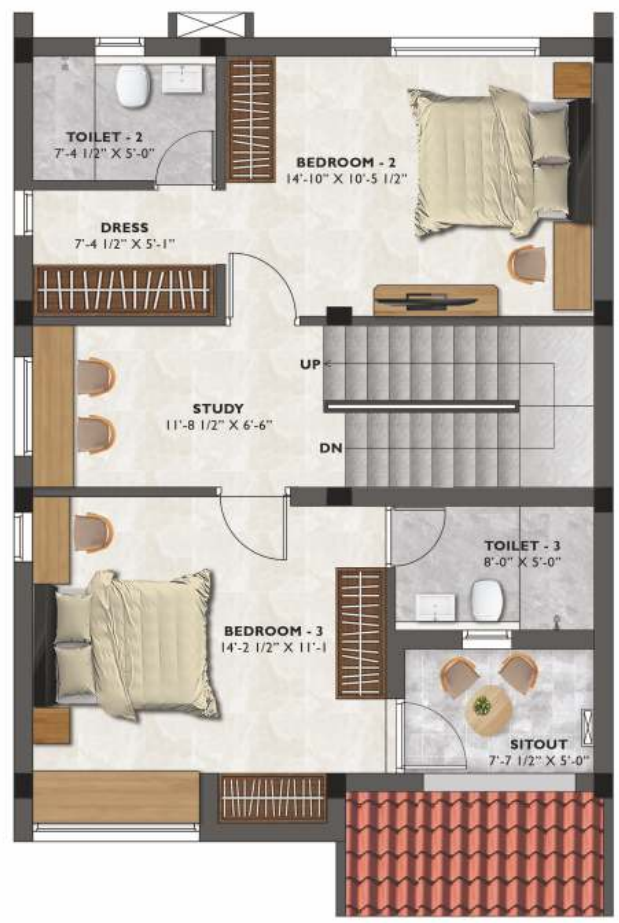 TOILET - 2
7'-4 1/2" X 5'-0"
BEDROOM - 2
14'-10" X 10'-5 1/2"
DRESS
7'-4 1/2" X 5'-1"
UP
STUDY
11'-8 1/2" X 6'-6"
DN
TOILET - 3
8'-0" X 5'-0"
BEDROOM - 3
14'-2 1/2" X 11'-1
SITOUT
7'-7 1/2" X 5'-0"